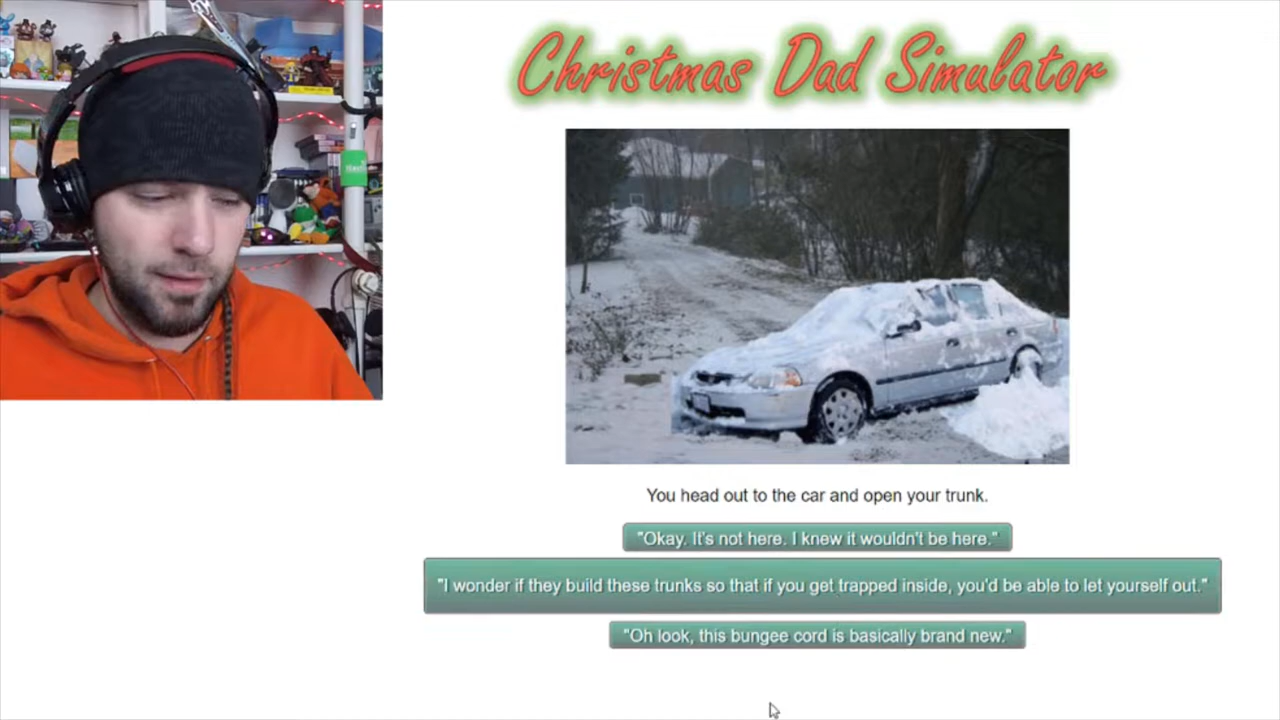 Christmas Dad Simulator
You head out to the car and open your trunk.
"Okay. It's not here. I knew it wouldn't be here."
"I wonder if they build these trunks so that if you get trapped inside, you'd be able to let yourself out."
"Oh look, this bungee cord is basically brand new."